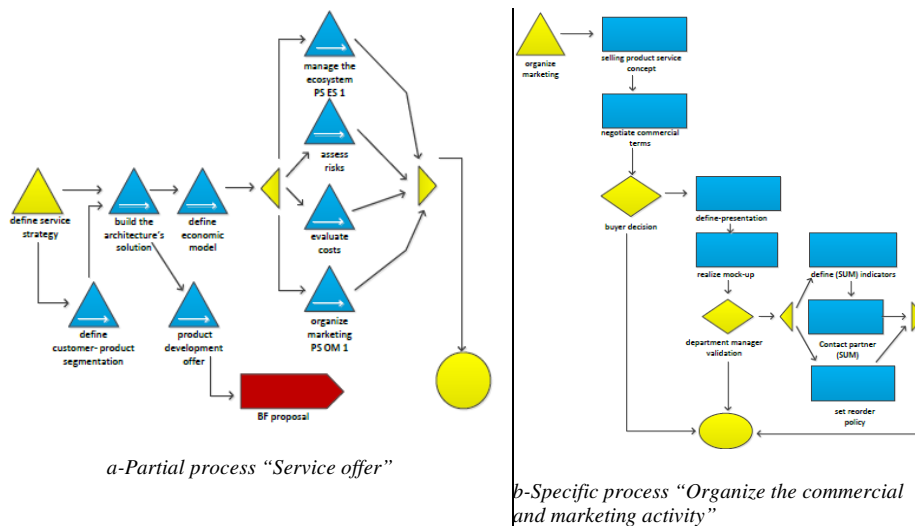 manage the
ecosystem
PS ES 1
assess
risks
define service
strategy
build the
architecture's
solution
define
economic
model
evaluate
costs
define
customer- product
segmentation
product
development
offer
organize
marketing
PS OM 1
BF proposal
a-Partial process “Service offer”
organize
marketing
selling product service
concept
negotiate commercial
terms
buyer decision
define-presentation
realize mock-up
define (SUM) indicators
department manager
validation
Contact partner
(SUM)
set reorder
policy
b-Specific process “Organize the commercial
and marketing activity”